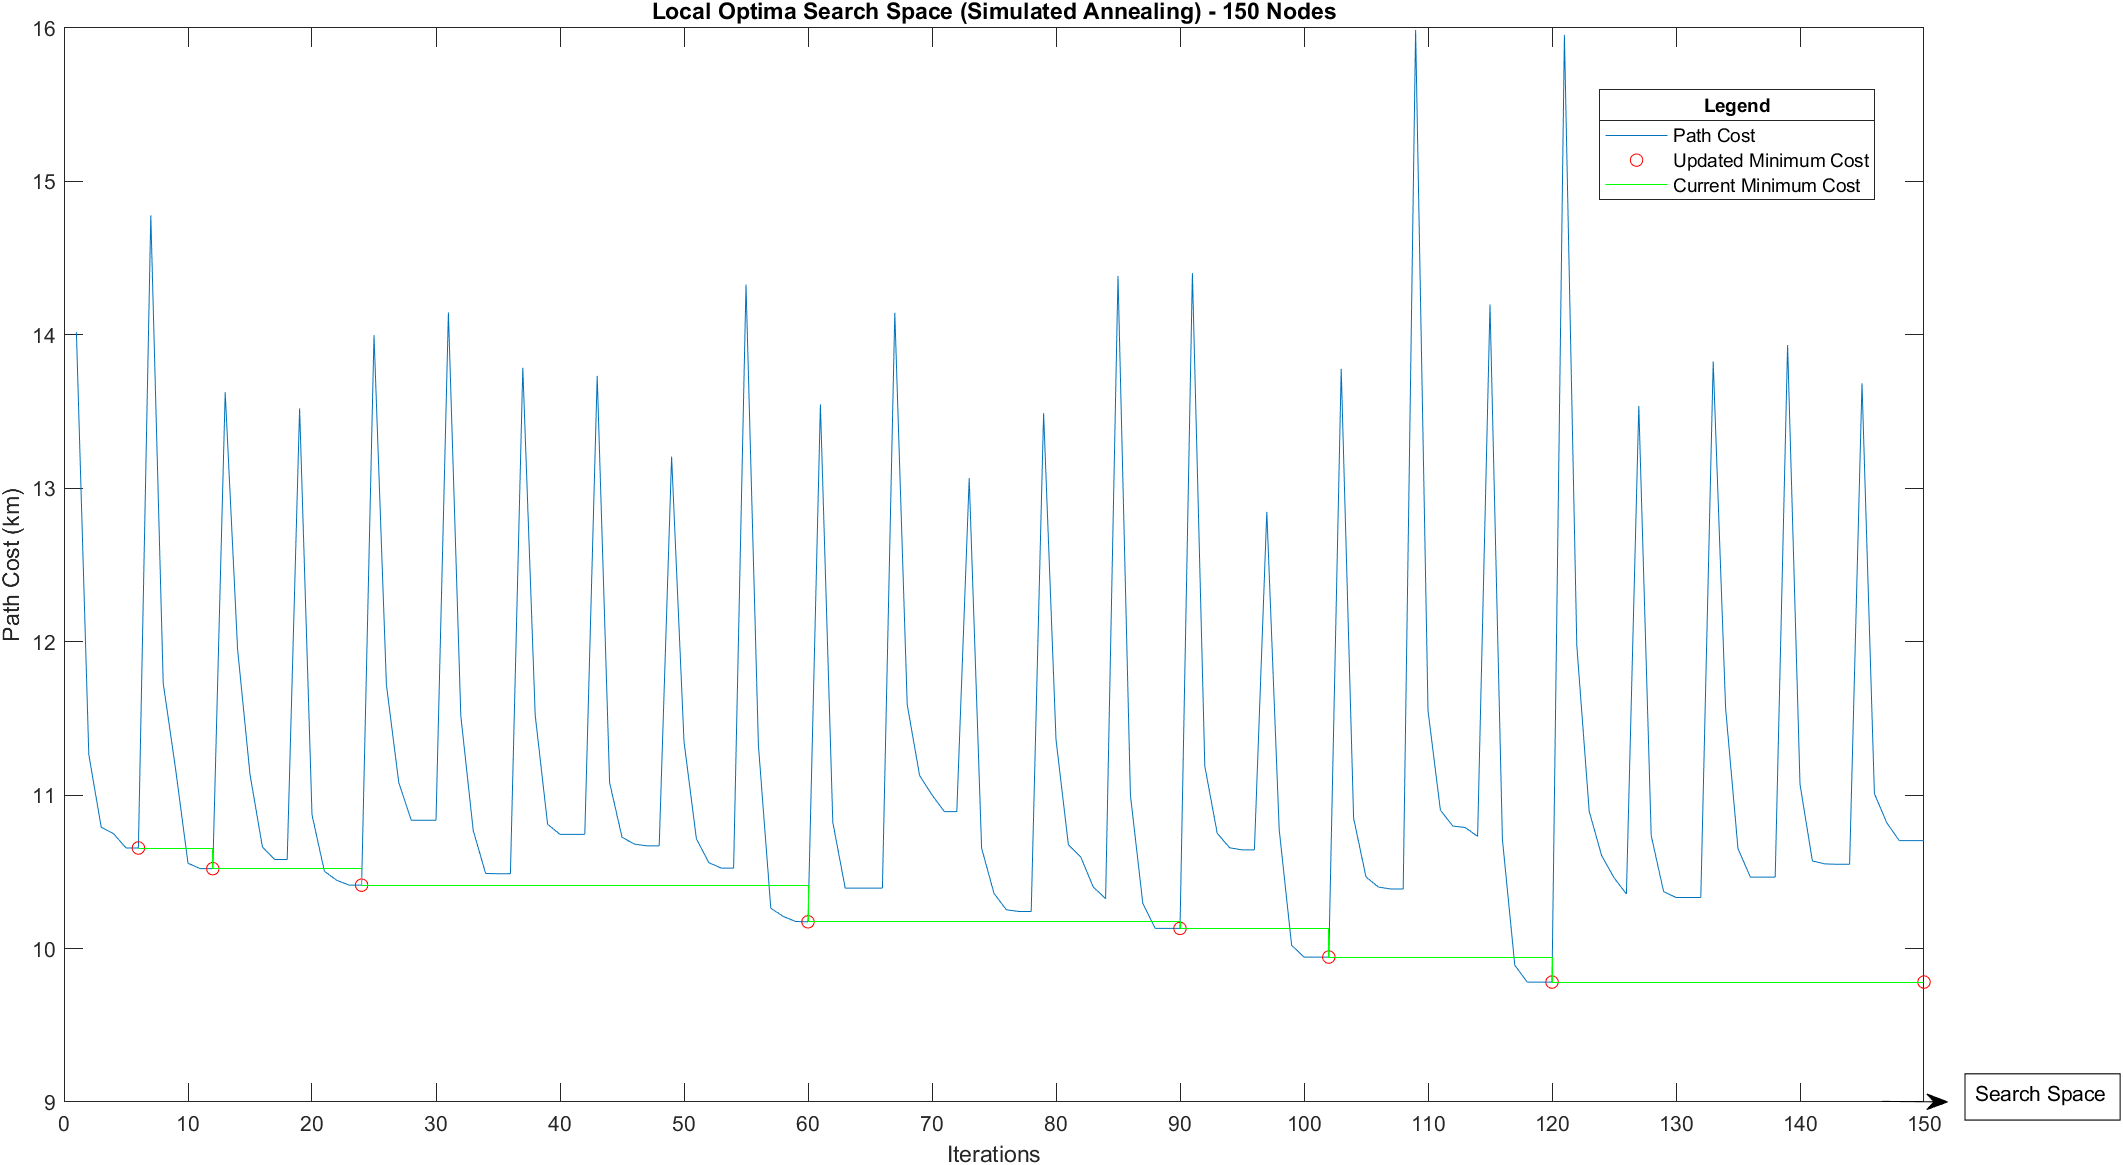 Local Optima Search Space (Simulated Annealing) - 150 Nodes
16
15
14
13
12
11
10
9
Path Cost (km)
Legend
Path Cost
Updated Minimum Cost
Current Minimum Cost
0 10 20 30 40 50 60 70 80 90 100 110 120 130 140 150
Iterations
Search Space